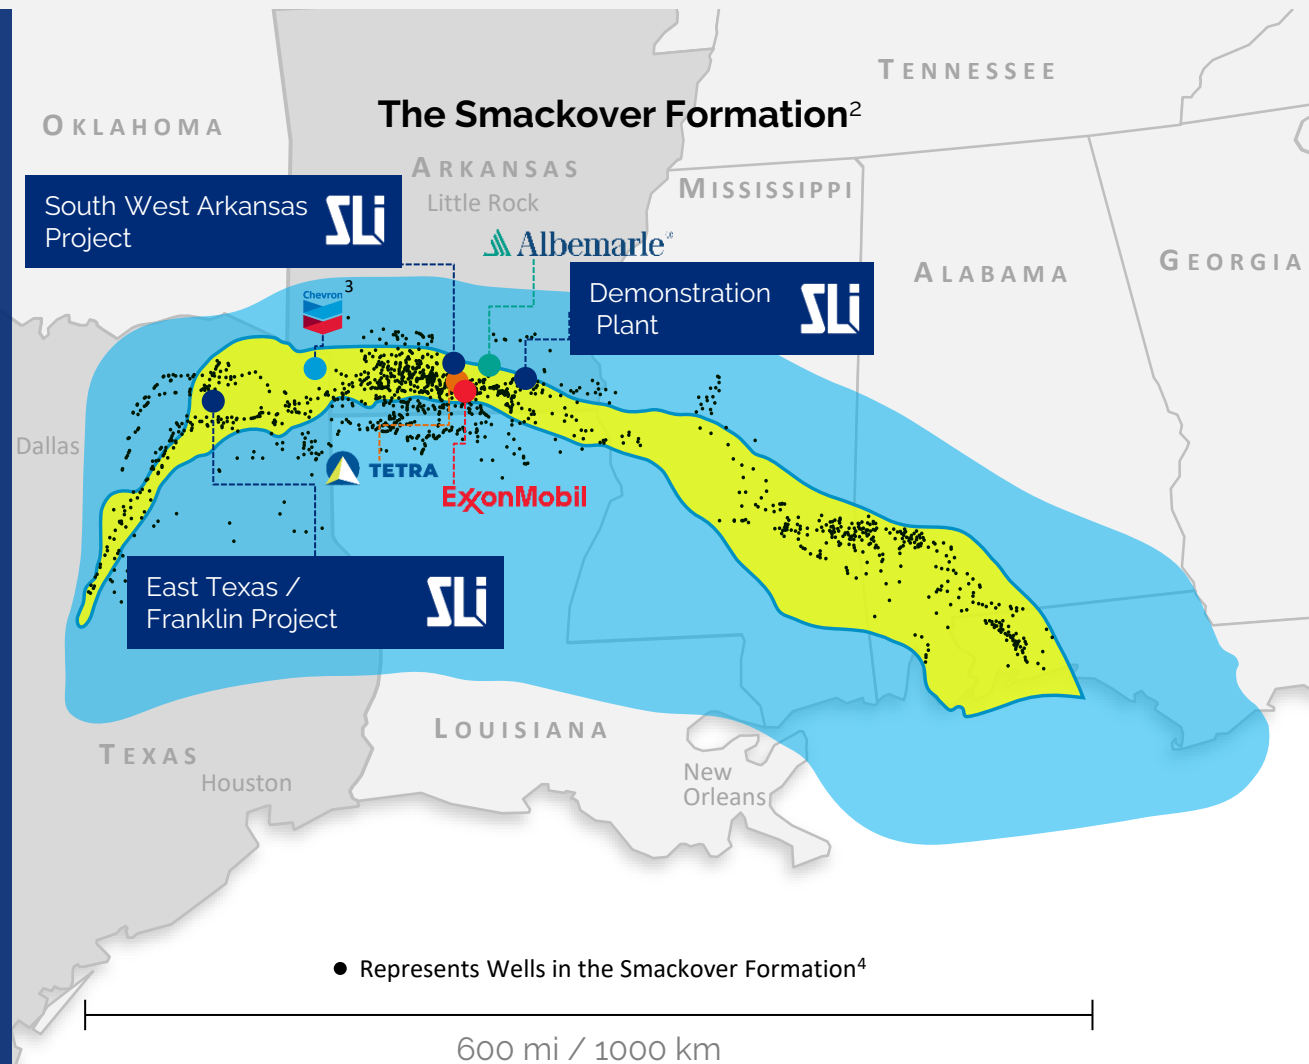 TENNESSEE
The Smackover Formation2
OKLAHOMA
ARKANSAS
MISSISSIPPI
South West Arkansas
Project
SLi
Little Rock
Albemarle
GEORGIA
ALABAMA
Demonstration
Plant
SLi
Chevron 3
Dallas
TETRA
ExxonMobil
East Texas /
Franklin Project
SLi
LOUISIANA
TEXAS
Houston
New
Orleans
Represents Wells in the Smackover Formation4
600 mi / 1000 km